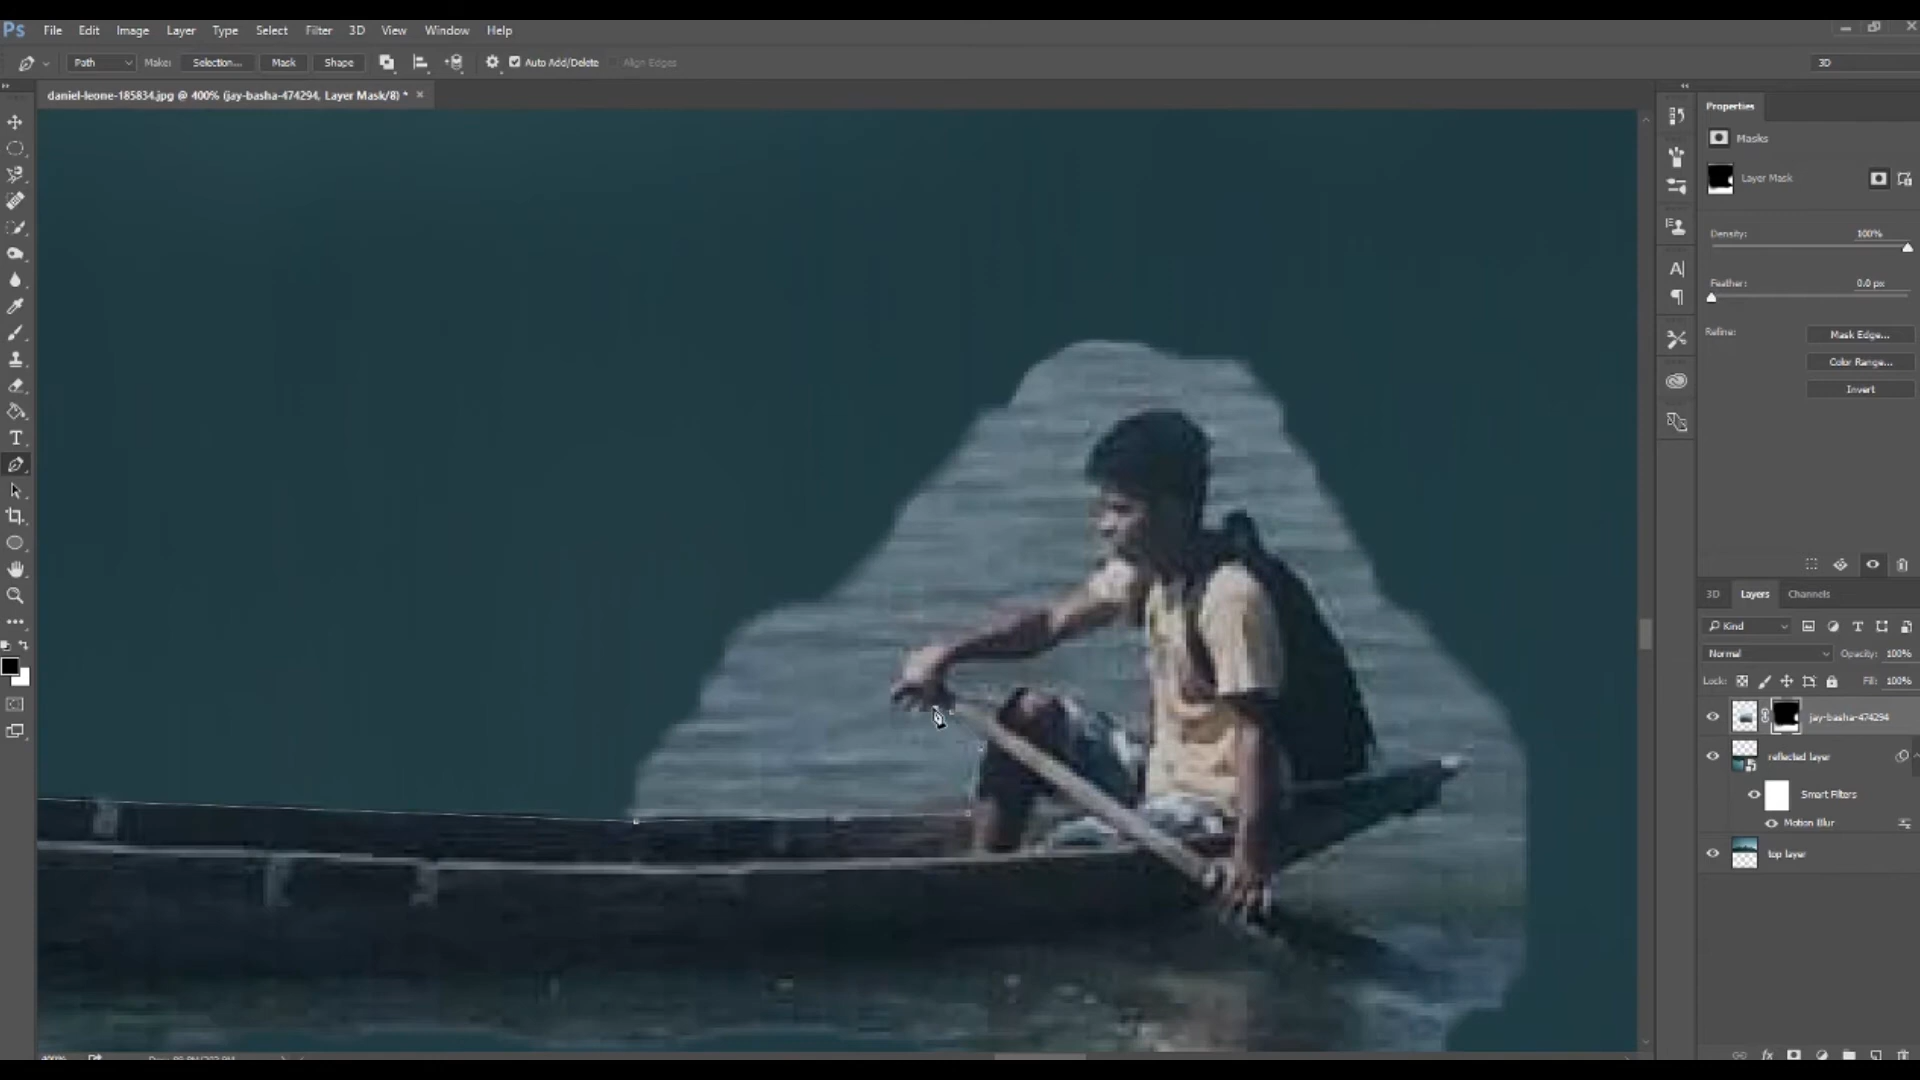 Ps File Edit Image Layer Type Select Filter 3D View Window Help
Path Make: Selection... Mask Shape Auto Add/Delete Align Edges 3D
daniel-leone-185834.jpg @ 400% (jay-basha-474294, Layer Mask/8) *
Properties
Masks
Layer Mask
Density: 100%
Feather: 0.0 px
Refine: Mask Edge...
Color Range...
Invert
3D Layers Channels
Kind
Normal Opacity: 100%
Lock: Fill: 100%
jay-basha-474294
reflected layer
Smart Filters
Motion Blur
top layer